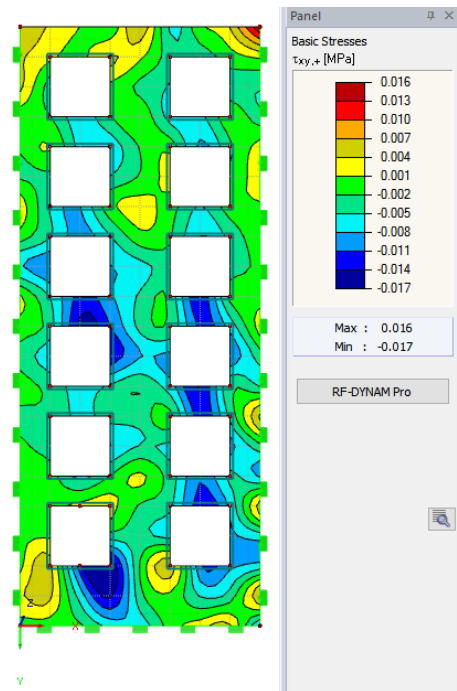 Panel
Basic Stresses
τxy,+ [MPa]
0.016
0.013
0.010
0.007
0.004
0.001
-0.002
-0.005
-0.008
-0.011
-0.014
-0.017
Max : 0.016
Min : -0.017
RF-DYNAM Pro
Z
X
Y